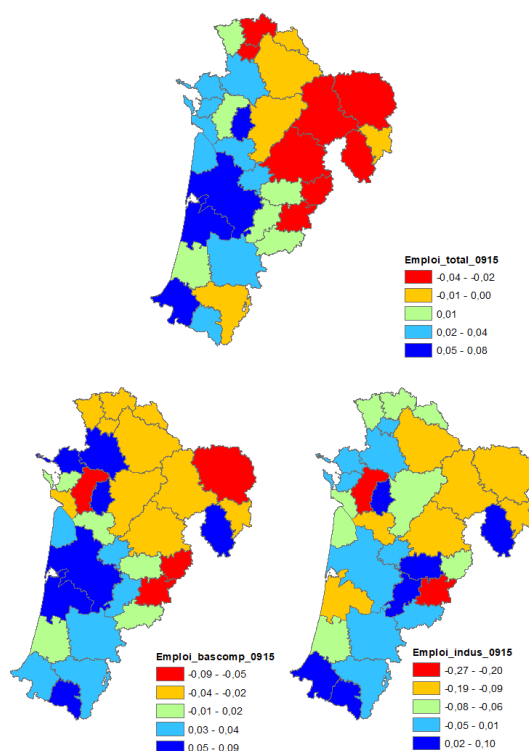 Emploi_total_0915
-0,04 - -0,02
-0,01 - 0,00
0,01
0,02 - 0,04
0,05 - 0,08
Emploi_bascomp_0915
-0,09 - -0,05
-0,04 - -0,02
-0,01 - 0,02
0,03 - 0,04
0,05 - 0,09
Emploi_indus_0915
-0,27 - -0,20
-0,19 - -0,09
-0,08 - -0,06
-0,05 - 0,01
0,02 - 0,10